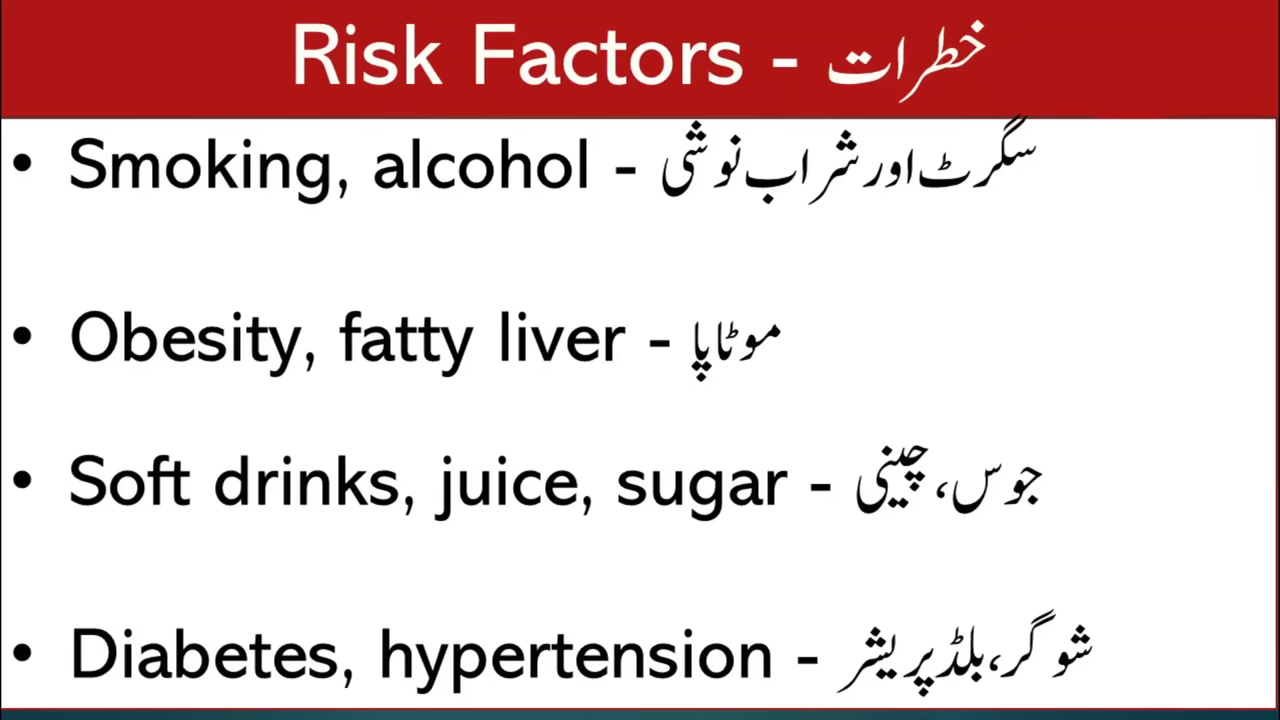 Risk Factors - خطرات
• Smoking, alcohol - سگرٹ اور شراب نوشی
• Obesity, fatty liver - موٹاپا
• Soft drinks, juice, sugar - جوس، چینی
• Diabetes, hypertension - شوگر، بلڈ پریشر